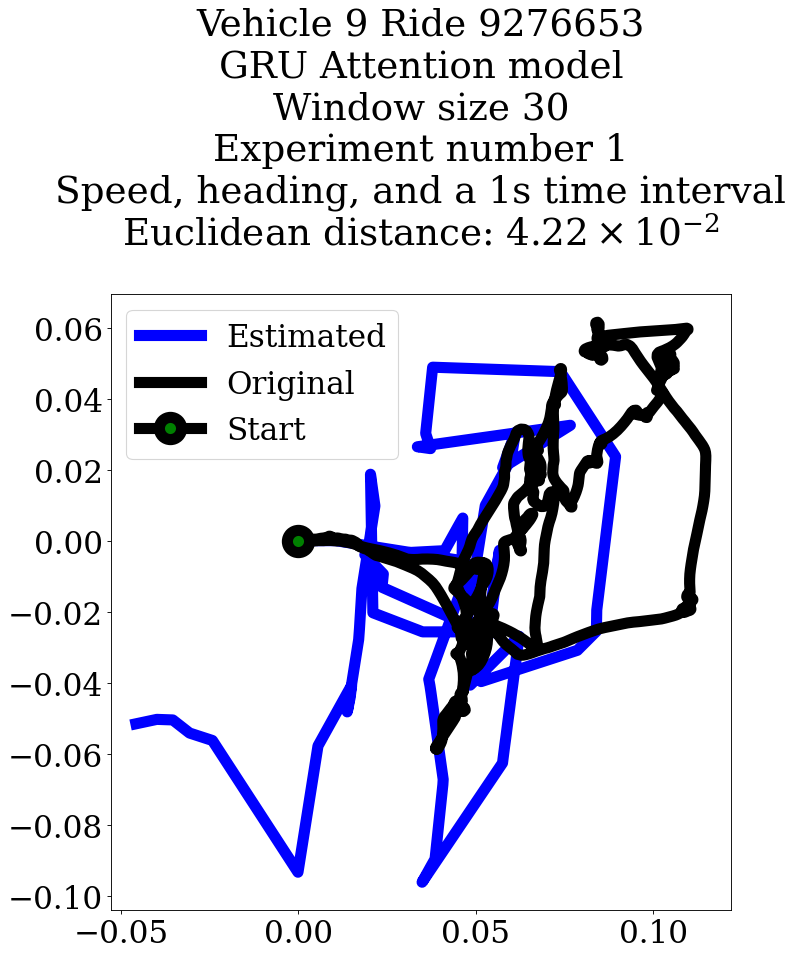 Vehicle 9 Ride 9276653
GRU Attention model
Window size 30
Experiment number 1
Speed, heading, and a 1s time interval
Euclidean distance: 4.22 × 10⁻²
Estimated
Original
Start
0.06
0.04
0.02
0.00
−0.02
−0.04
−0.06
−0.08
−0.10
−0.05 0.00 0.05 0.10